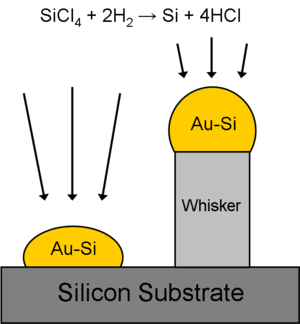 SiCl₄ + 2H₂ → Si + 4HCl
Au-Si
Whisker
Au-Si
Silicon Substrate